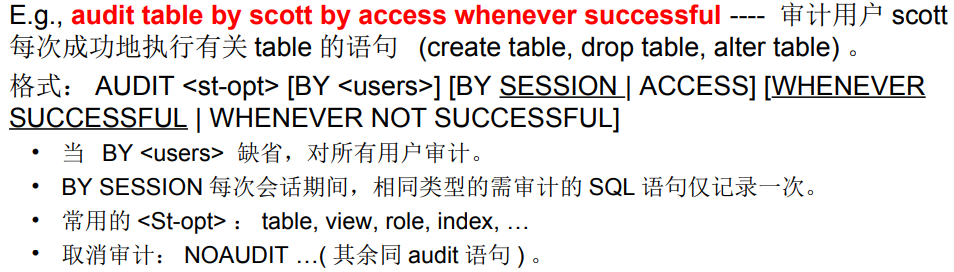 E.g., audit table by scott by access whenever successful ---- 审计用户 scott
每次成功地执行有关 table 的语句 (create table, drop table, alter table) 。
格式： AUDIT <st-opt> [BY <users>] [BY SESSION | ACCESS] [WHENEVER
SUCCESSFUL | WHENEVER NOT SUCCESSFUL]
• 当 BY <users> 缺省，对所有用户审计。
• BY SESSION 每次会话期间，相同类型的需审计的 SQL 语句仅记录一次。
• 常用的 <St-opt> ： table, view, role, index, …
• 取消审计： NOAUDIT …( 其余同 audit 语句 ) 。